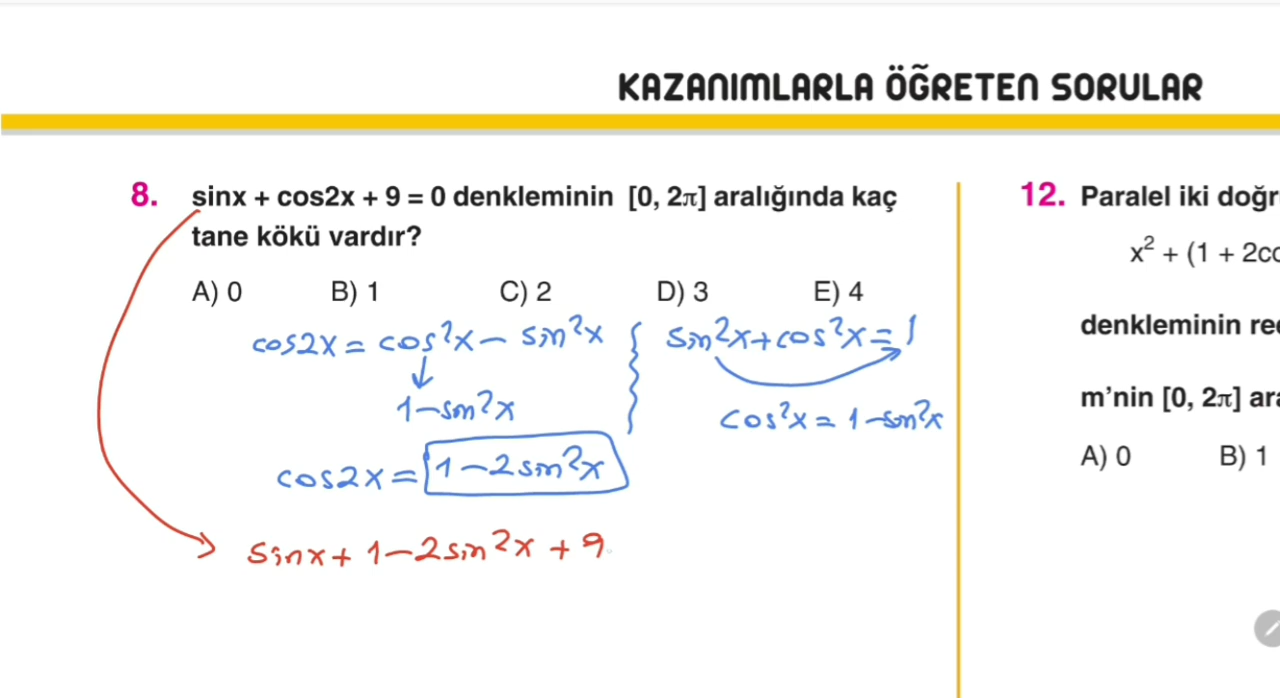 KAZANIMLARLA ÖĞRETEN SORULAR
8. sinx + cos2x + 9 = 0 denkleminin [0, 2π] aralığında kaç
tane kökü vardır?
A) 0 B) 1 C) 2 D) 3 E) 4
cos2x = cos²x - sin²x
1-sin²x
cos2x = 1-2sin²x
sin²x+cos²x=1
cos²x = 1-sin²x
sinx+ 1-2sin²x + 9
12. Paralel iki doğr
x² + (1 + 2co
denkleminin ree
m'nin [0, 2π] ara
A) 0 B) 1